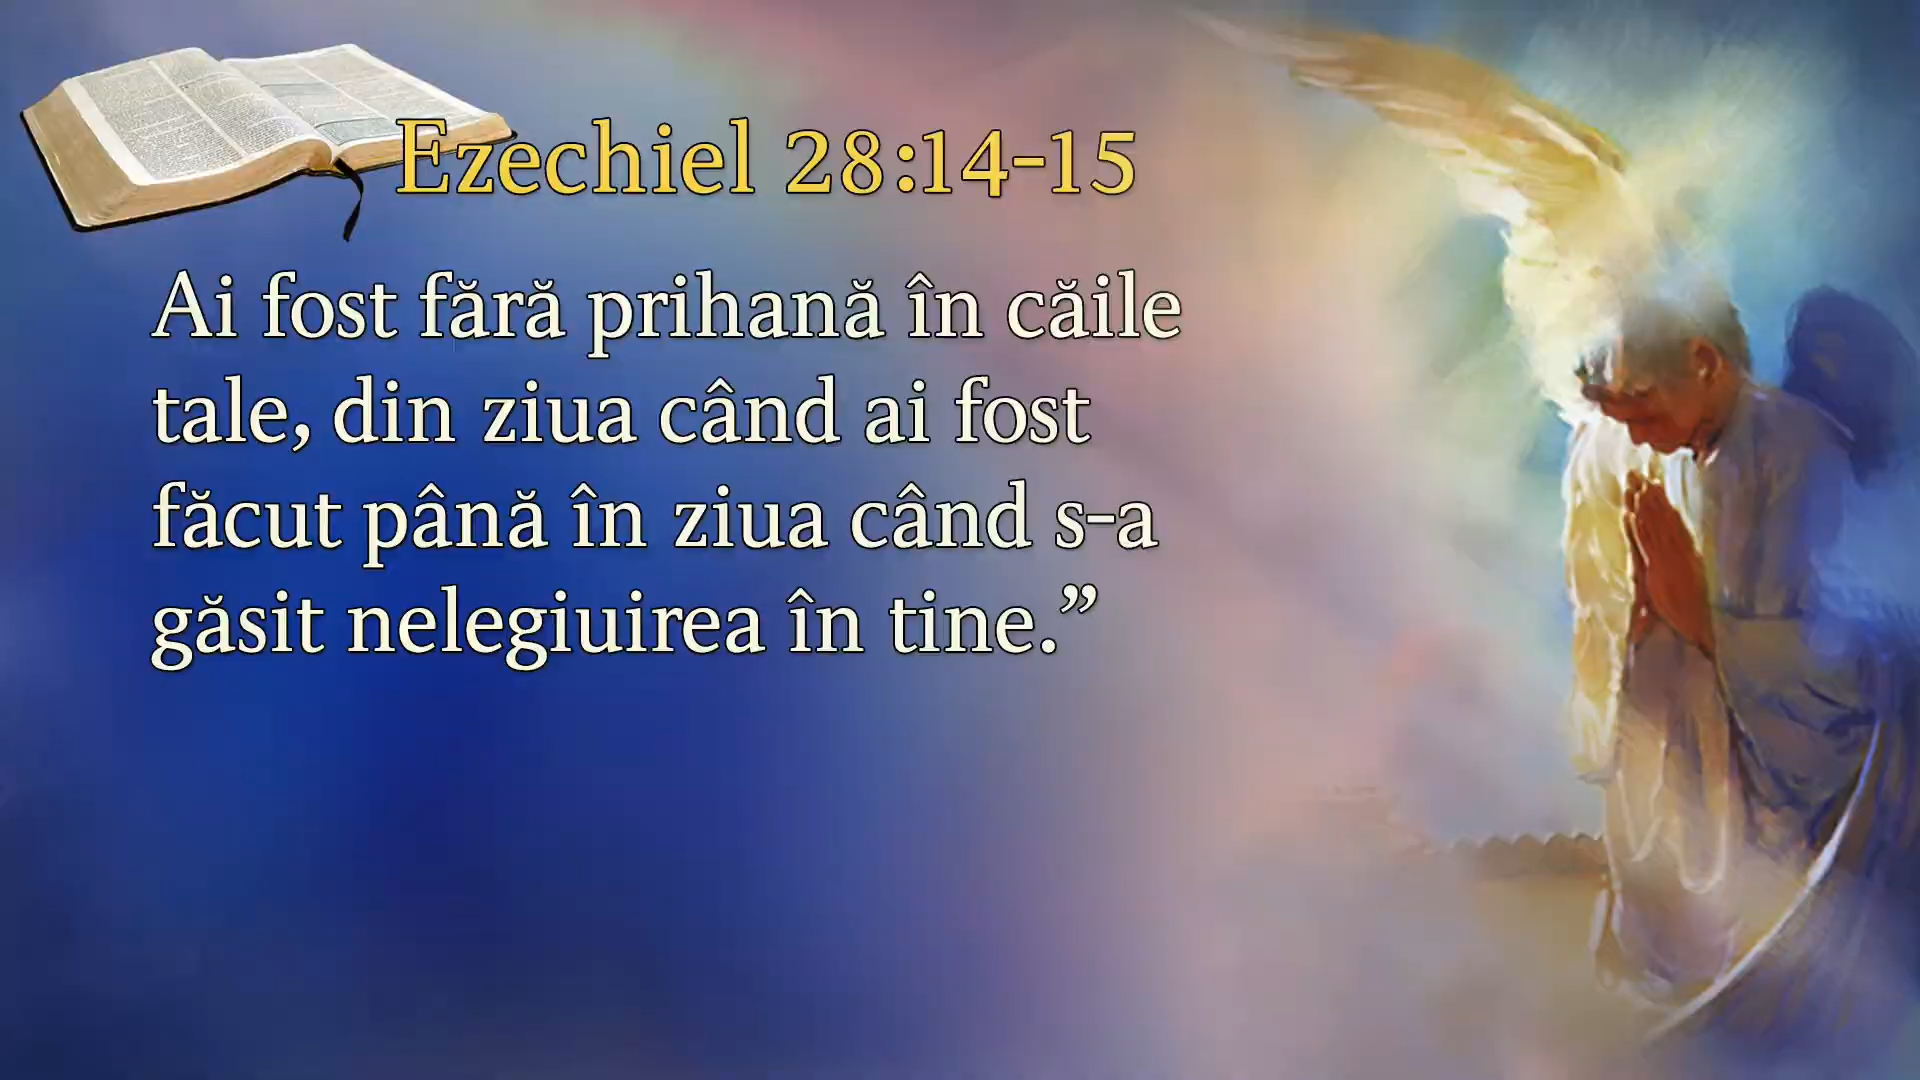 Ezechiel 28:14-15
Ai fost fără prihană în căile
tale, din ziua când ai fost
făcut până în ziua când s-a
găsit nelegiuirea în tine.”